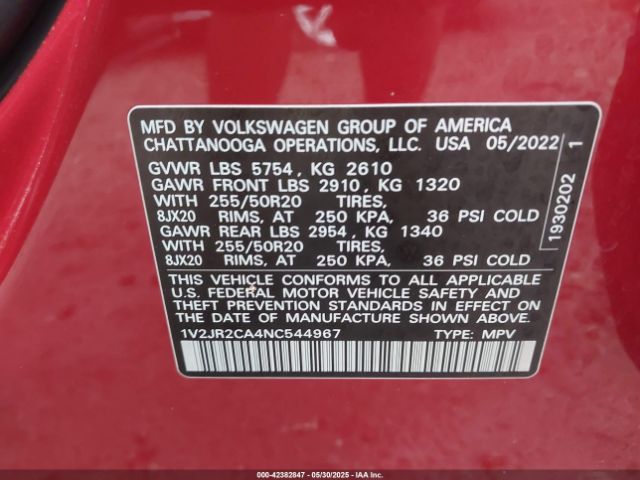 MFD BY VOLKSWAGEN GROUP OF AMERICA
CHATTANOOGA OPERATIONS, LLC. USA 05/2022
GVWR LBS 5754 , KG 2610
GAWR FRONT LBS 2910 , KG 1320
WITH 255/50R20 TIRES,
8JX20 RIMS, AT 250 KPA, 36 PSI COLD
GAWR REAR LBS 2954 , KG 1340
WITH 255/50R20 TIRES,
8JX20 RIMS, AT 250 KPA, 36 PSI COLD
THIS VEHICLE CONFORMS TO ALL APPLICABLE
U.S. FEDERAL MOTOR VEHICLE SAFETY AND
THEFT PREVENTION STANDARDS IN EFFECT ON
THE DATE OF MANUFACTURE SHOWN ABOVE.
1V2JR2CA4NC544967 TYPE: MPV
1930202 1
000-42382847 - 05/30/2025 - IAAI, Inc.